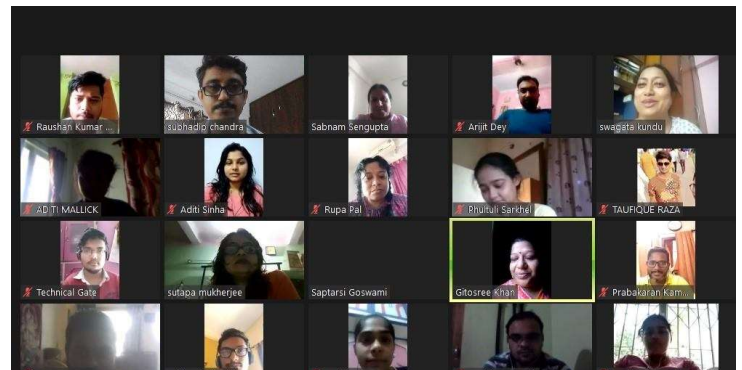 Raushan Kumar ...
subhadip chandra
Sabnam Sengupta
Arijit Dey
swagata kundu
ADITI MALLICK
Aditi Sinha
Rupa Pal
Phuituli Sarkhel
TAUFIQUE RAZA
Technical Gate
sutapa mukherjee
Saptarsi Goswami
Gitosree Khan
Prabakaran Kam...